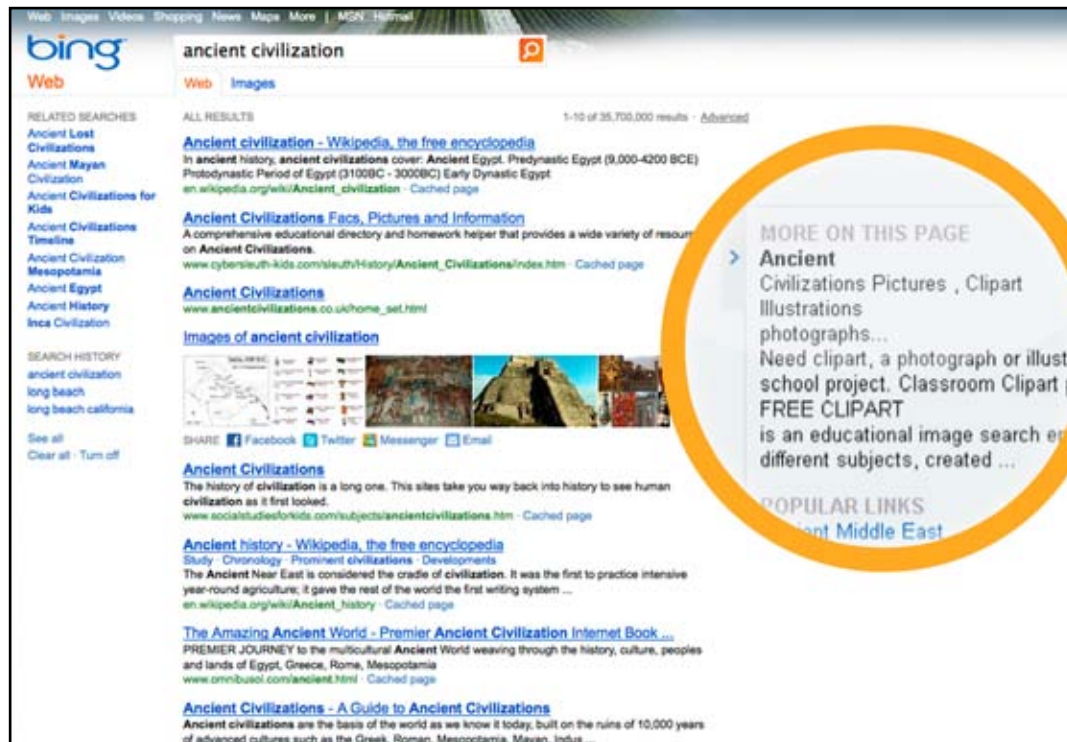 Web Images Videos Shopping News Maps More | MSN Hotmail
bing
ancient civilization
Web
Web Images
RELATED SEARCHES
Ancient Lost
Civilizations
Ancient Mayan
Civilization
Ancient Civilizations for
Kids
Ancient Civilizations
Timeline
Ancient Civilization
Mesopotamia
Ancient Egypt
Ancient History
Inca Civilization
SEARCH HISTORY
ancient civilization
long beach
long beach california
See all
Clear all · Turn off
ALL RESULTS
1-10 of 35,700,000 results · Advanced
Ancient civilization - Wikipedia, the free encyclopedia
In ancient history, ancient civilizations cover: Ancient Egypt. Predynastic Egypt (9,000-4200 BCE)
Protodynastic Period of Egypt (3100BC - 3000BC) Early Dynastic Egypt
en.wikipedia.org/wiki/Ancient_civilization · Cached page
Ancient Civilizations Facs, Pictures and Information
A comprehensive educational directory and homework helper that provides a wide variety of resour
on Ancient Civilizations.
www.cybersleuth-kids.com/sleuth/History/Ancient_Civilizations/index.htm · Cached page
Ancient Civilizations
www.ancientcivilizations.co.uk/home_set.html
Images of ancient civilization
SHARE Facebook Twitter Messenger Email
Ancient Civilizations
The history of civilization is a long one. This sites take you way back into history to see human
civilization as it first looked.
www.socialstudiesforkids.com/subjects/ancientcivilizations.htm · Cached page
Ancient history - Wikipedia, the free encyclopedia
Study · Chronology · Prominent civilizations · Developments
The Ancient Near East is considered the cradle of civilization. It was the first to practice intensive
year-round agriculture; it gave the rest of the world the first writing system ...
en.wikipedia.org/wiki/Ancient_history · Cached page
The Amazing Ancient World - Premier Ancient Civilization Internet Book ...
PREMIER JOURNEY to the multicultural Ancient World weaving through the history, culture, peoples
and lands of Egypt, Greece, Rome, Mesopotamia
www.omnibusol.com/ancient.html · Cached page
Ancient Civilizations - A Guide to Ancient Civilizations
Ancient civilizations are the basis of the world as we know it today, built on the ruins of 10,000 years
of advanced cultures such as the Greek, Roman, Mesopotamia, Mayan, Indus ...
MORE ON THIS PAGE
Ancient
Civilizations Pictures , Clipart
Illustrations
photographs...
Need clipart, a photograph or illust
school project. Classroom Clipart
FREE CLIPART
is an educational image search
different subjects, created ...
POPULAR LINKS
Middle East